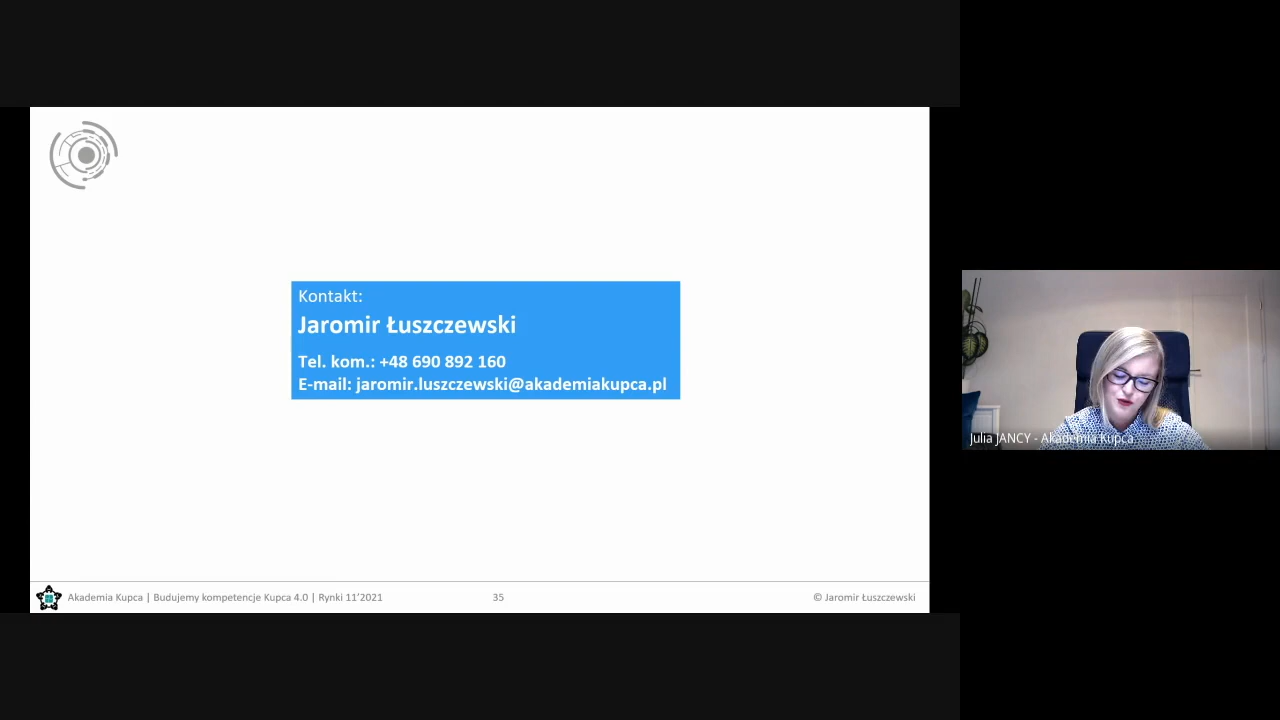 Kontakt:
Jaromir Łuszczewski
Tel. kom.: +48 690 892 160
E-mail: jaromir.luszczewski@akademiakupca.pl
Akademia Kupca | Budujemy kompetencje Kupca 4.0 | Rynki 11’2021
35
© Jaromir Łuszczewski
Julia JANCY - Akademia Kupca